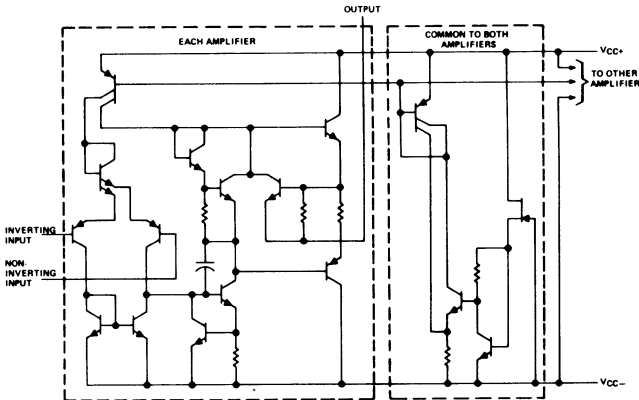 OUTPUT
EACH AMPLIFIER
COMMON TO BOTH
AMPLIFIERS
VCC+
TO OTHER
AMPLIFIER
INVERTING
INPUT
NON-
INVERTING
INPUT
VCC–